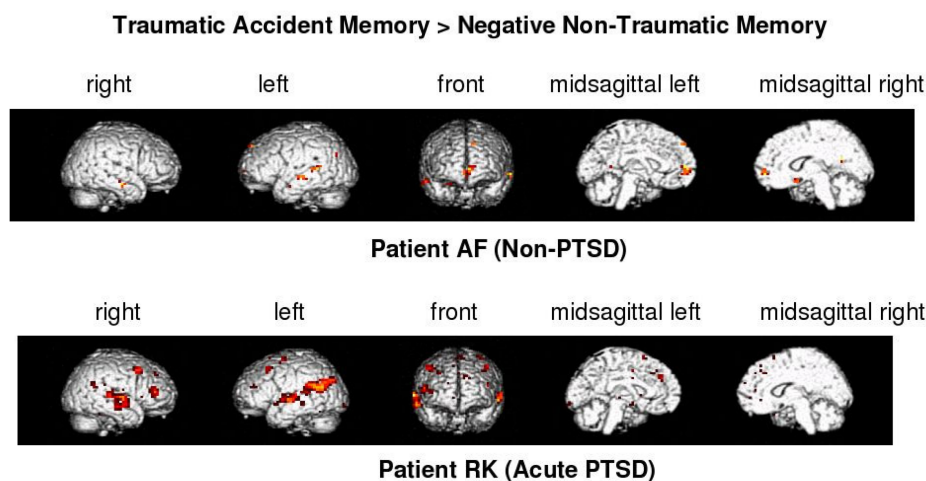 Traumatic Accident Memory > Negative Non-Traumatic Memory
right left front midsagittal left midsagittal right
Patient AF (Non-PTSD)
right left front midsagittal left midsagittal right
Patient RK (Acute PTSD)